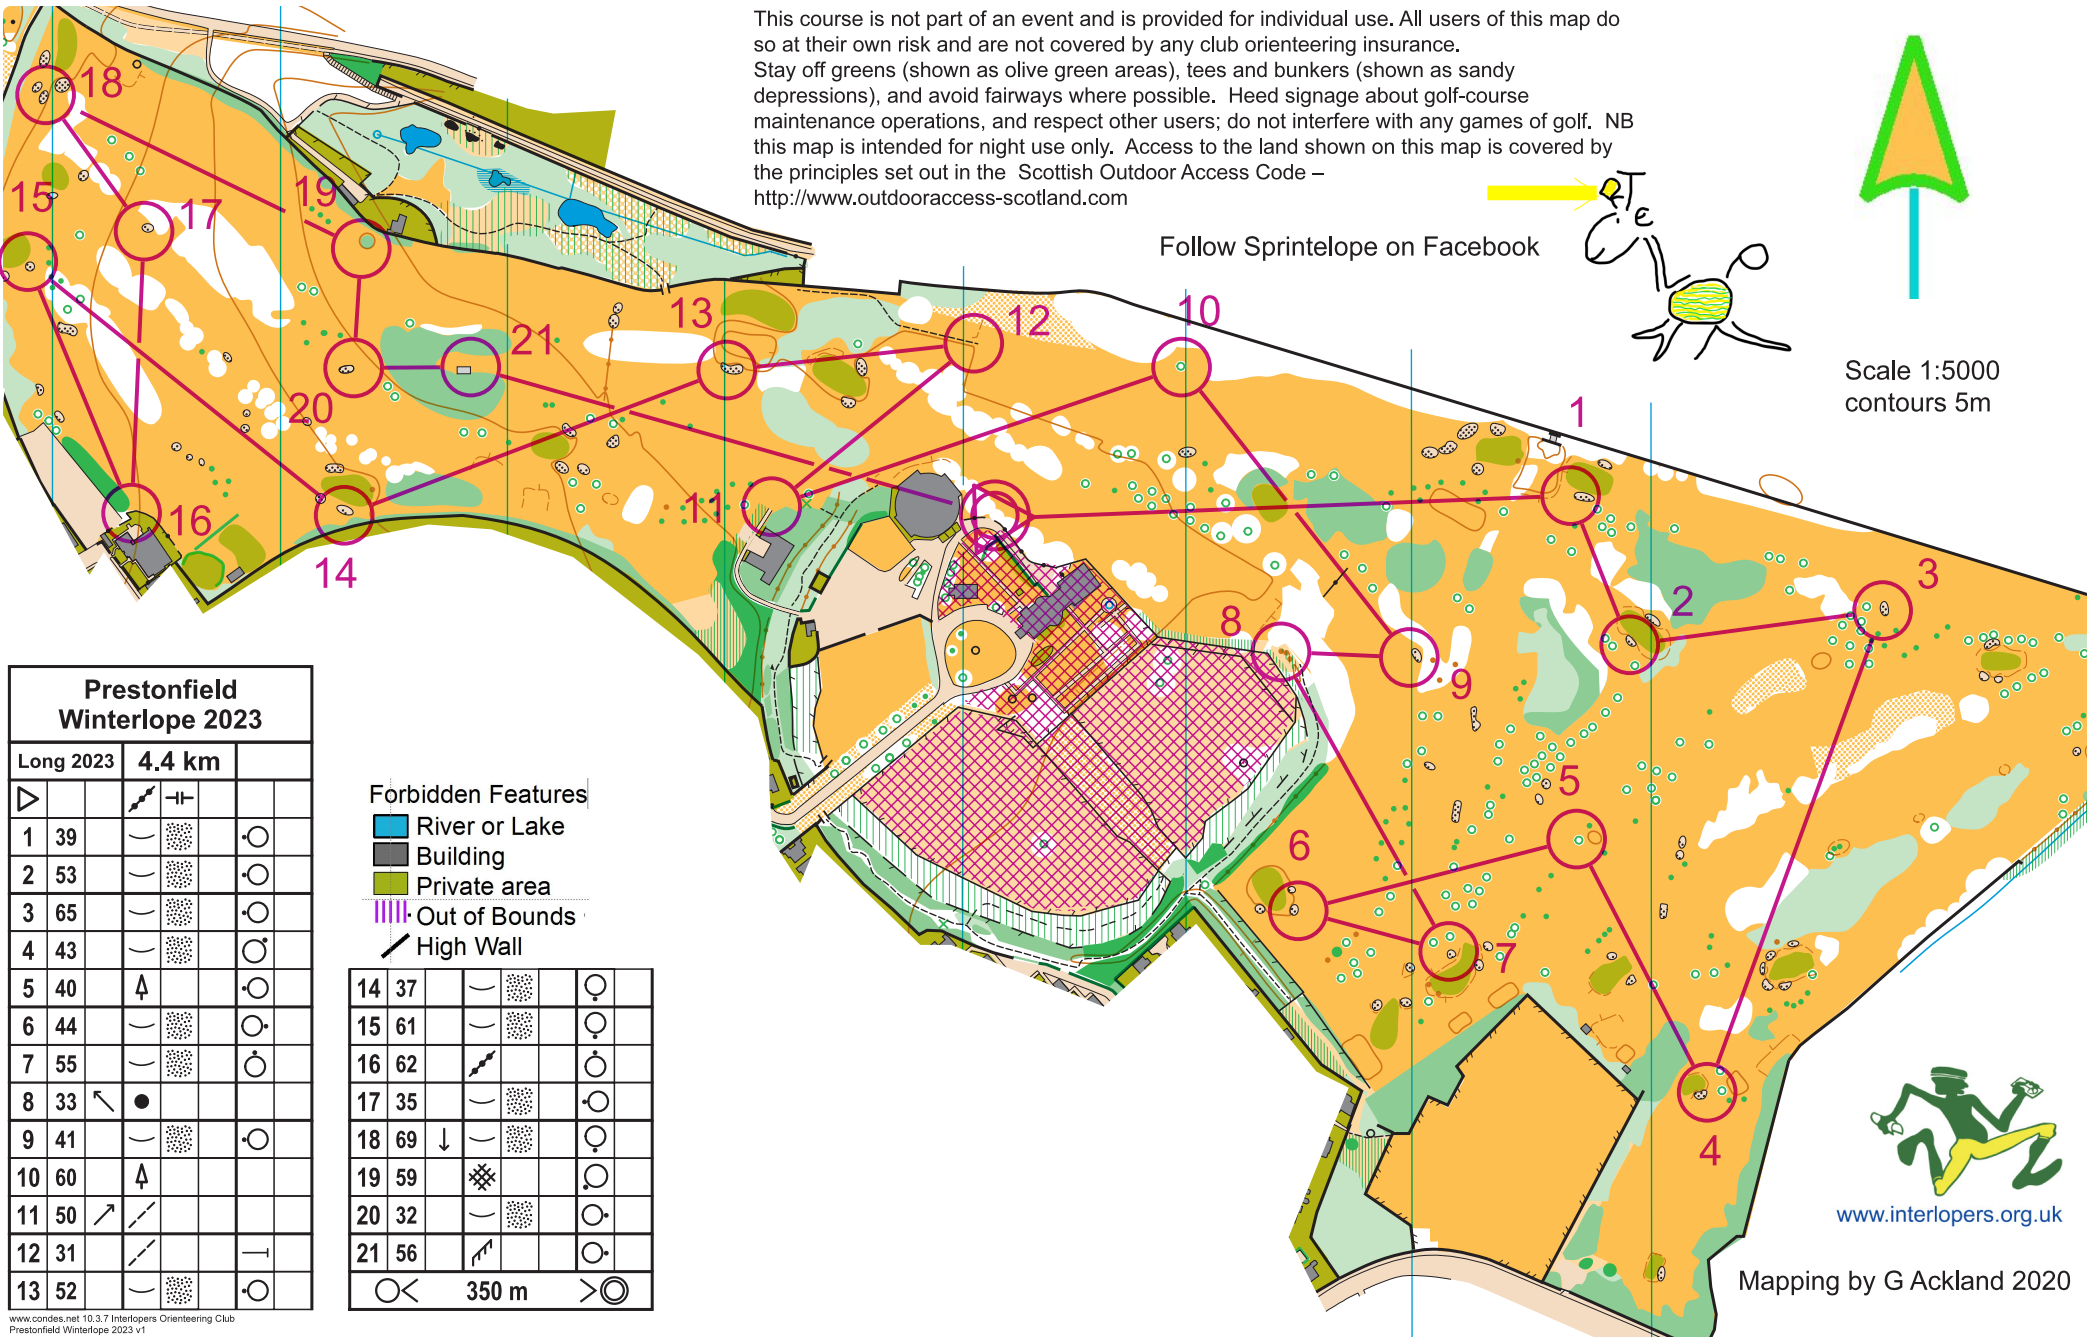 This course is not part of an event and is provided for individual use. All users of this map do
so at their own risk and are not covered by any club orienteering insurance.
Stay off greens (shown as olive green areas), tees and bunkers (shown as sandy
depressions), and avoid fairways where possible.  Heed signage about golf-course
maintenance operations, and respect other users; do not interfere with any games of golf.  NB
this map is intended for night use only.  Access to the land shown on this map is covered by
the principles set out in the  Scottish Outdoor Access Code –
http://www.outdooraccess-scotland.com
Follow Sprintelope on Facebook
Scale 1:5000
contours 5m
18
15
17
19
13
12
10
21
20
1
11
16
14
3
2
8
9
5
6
7
4
Prestonfield
Winterlope 2023
Long 2023 4.4 km
1 39
2 53
3 65
4 43
5 40
6 44
7 55
8 33
9 41
10 60
11 50
12 31
13 52
Forbidden Features
River or Lake
Building
Private area
Out of Bounds
High Wall
14 37
15 61
16 62
17 35
18 69
19 59
20 32
21 56
350 m
www.interlopers.org.uk
Mapping by G Ackland 2020
www.condes.net 10.3.7 Interlopers Orienteering Club
Prestonfield Winterlope 2023 v1